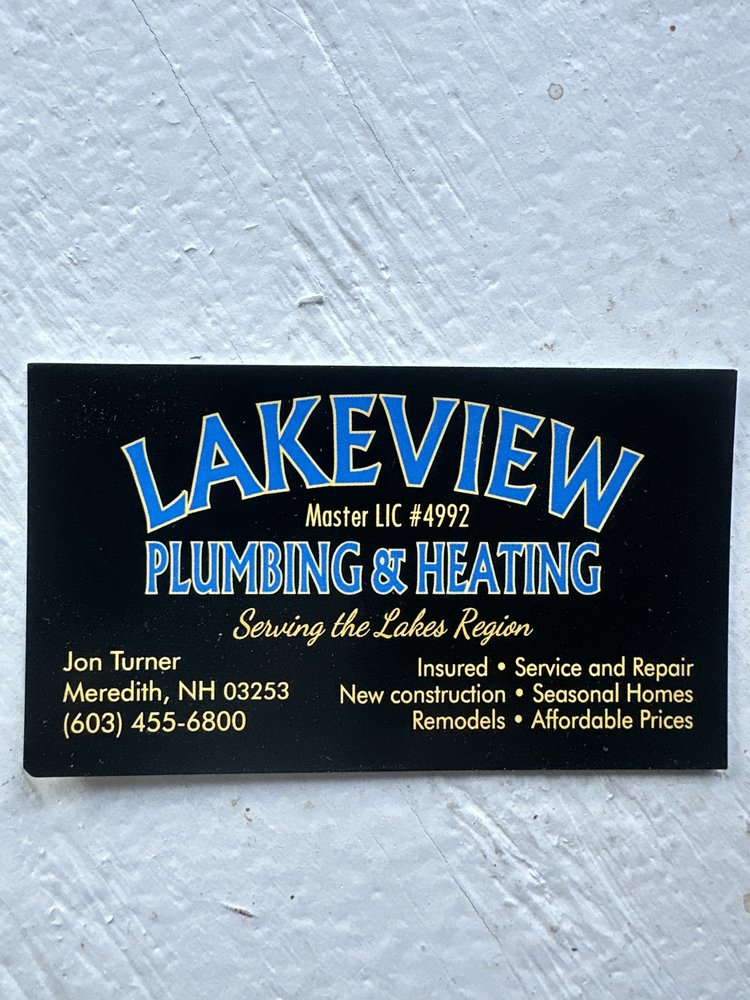 LAKEVIEW
Master LIC #4992
PLUMBING & HEATING
Serving the Lakes Region
Jon Turner
Meredith, NH 03253
(603) 455-6800
Insured • Service and Repair
New construction • Seasonal Homes
Remodels • Affordable Prices